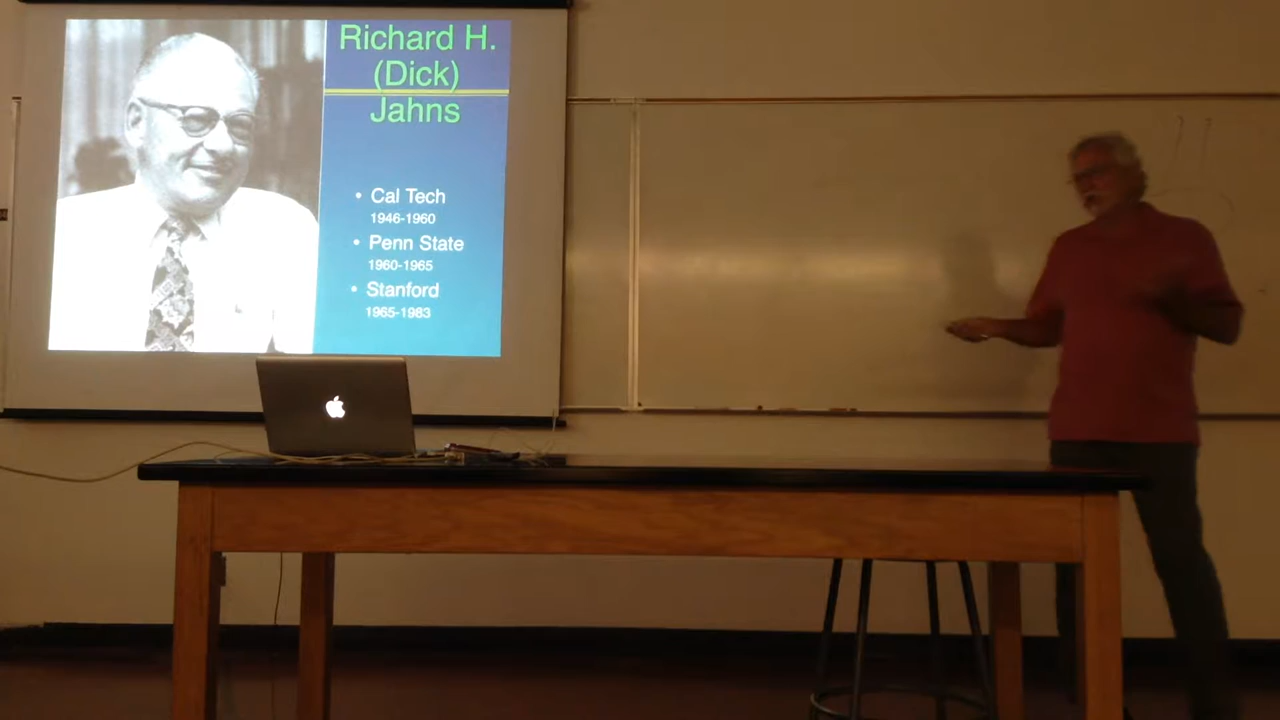 Richard H.
(Dick)
Jahns
• Cal Tech
1946-1960
• Penn State
1960-1965
• Stanford
1965-1983